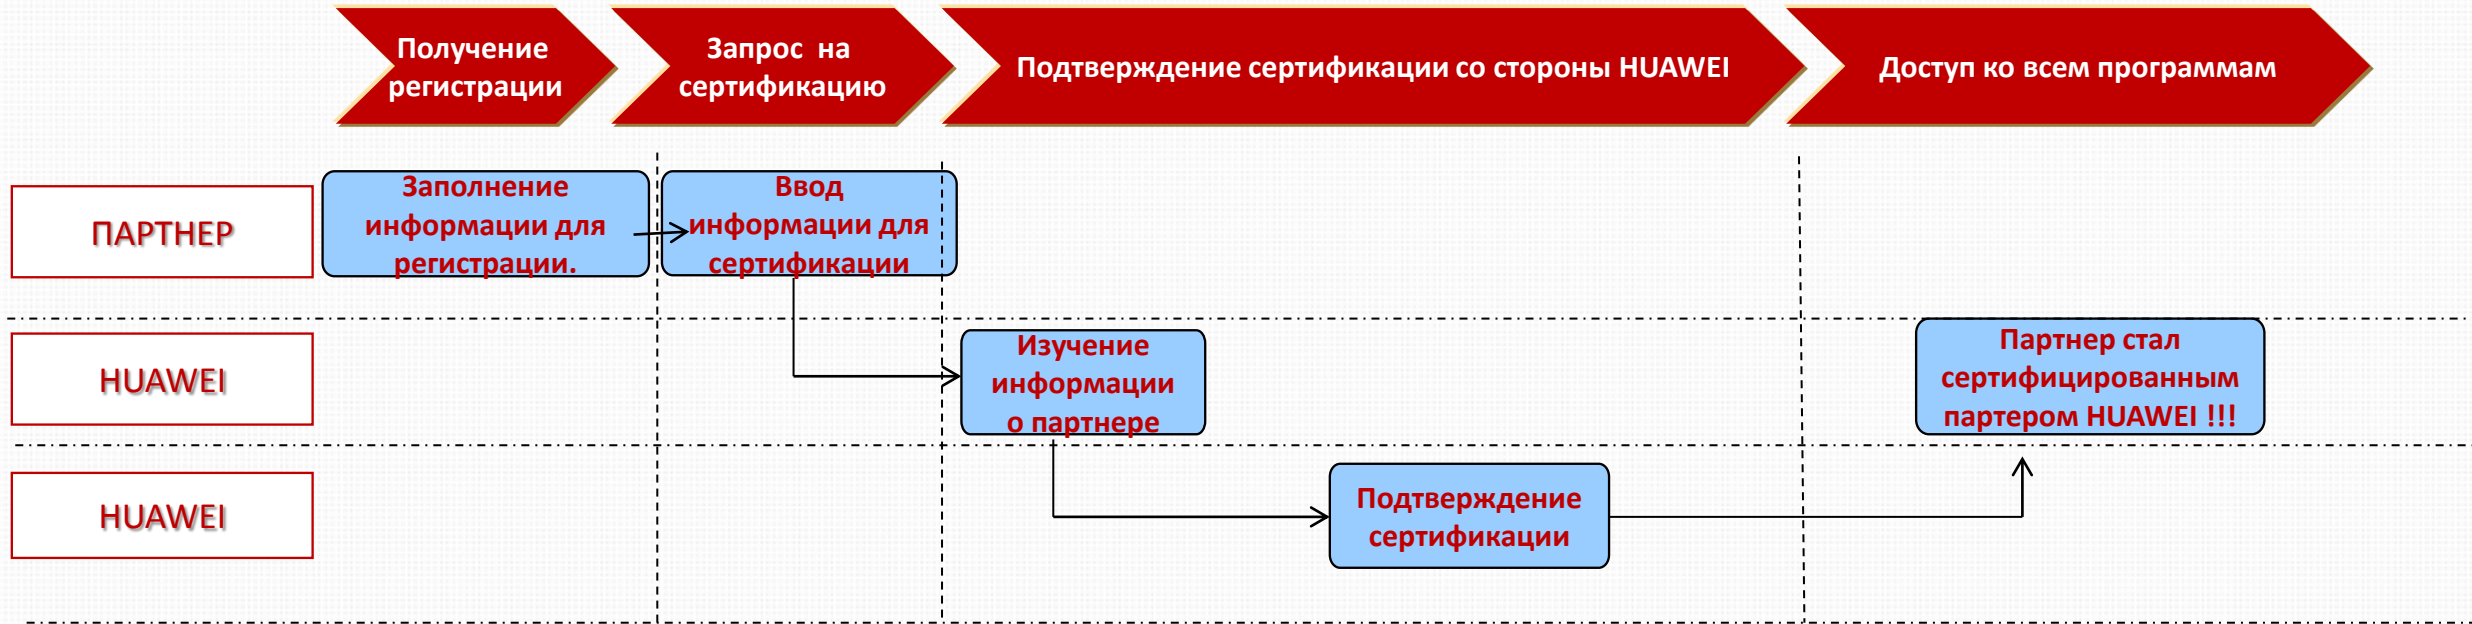 Получение
регистрации
Запрос на
сертификацию
Подтверждение сертификации со стороны HUAWEI
Доступ ко всем программам
ПАРТНЕР
Заполнение
информации для
регистрации.
Ввод
информации для
сертификации
HUAWEI
Изучение
информации
о партнере
Партнер стал
сертифицированным
партером HUAWEI !!!
HUAWEI
Подтверждение
сертификации